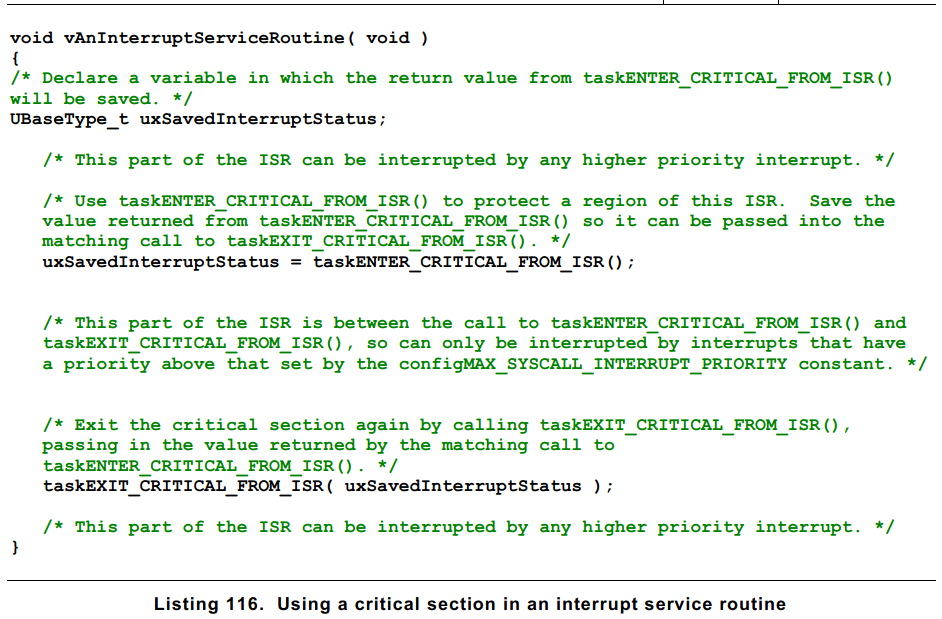 void vAnInterruptServiceRoutine( void )
{
/* Declare a variable in which the return value from taskENTER_CRITICAL_FROM_ISR()
will be saved. */
UBaseType_t uxSavedInterruptStatus;
/* This part of the ISR can be interrupted by any higher priority interrupt. */
/* Use taskENTER_CRITICAL_FROM_ISR() to protect a region of this ISR.  Save the
value returned from taskENTER_CRITICAL_FROM_ISR() so it can be passed into the
matching call to taskEXIT_CRITICAL_FROM_ISR(). */
uxSavedInterruptStatus = taskENTER_CRITICAL_FROM_ISR();
/* This part of the ISR is between the call to taskENTER_CRITICAL_FROM_ISR() and
taskEXIT_CRITICAL_FROM_ISR(), so can only be interrupted by interrupts that have
a priority above that set by the configMAX_SYSCALL_INTERRUPT_PRIORITY constant. */
/* Exit the critical section again by calling taskEXIT_CRITICAL_FROM_ISR(),
passing in the value returned by the matching call to
taskENTER_CRITICAL_FROM_ISR(). */
taskEXIT_CRITICAL_FROM_ISR( uxSavedInterruptStatus );
/* This part of the ISR can be interrupted by any higher priority interrupt. */
}
Listing 116.  Using a critical section in an interrupt service routine